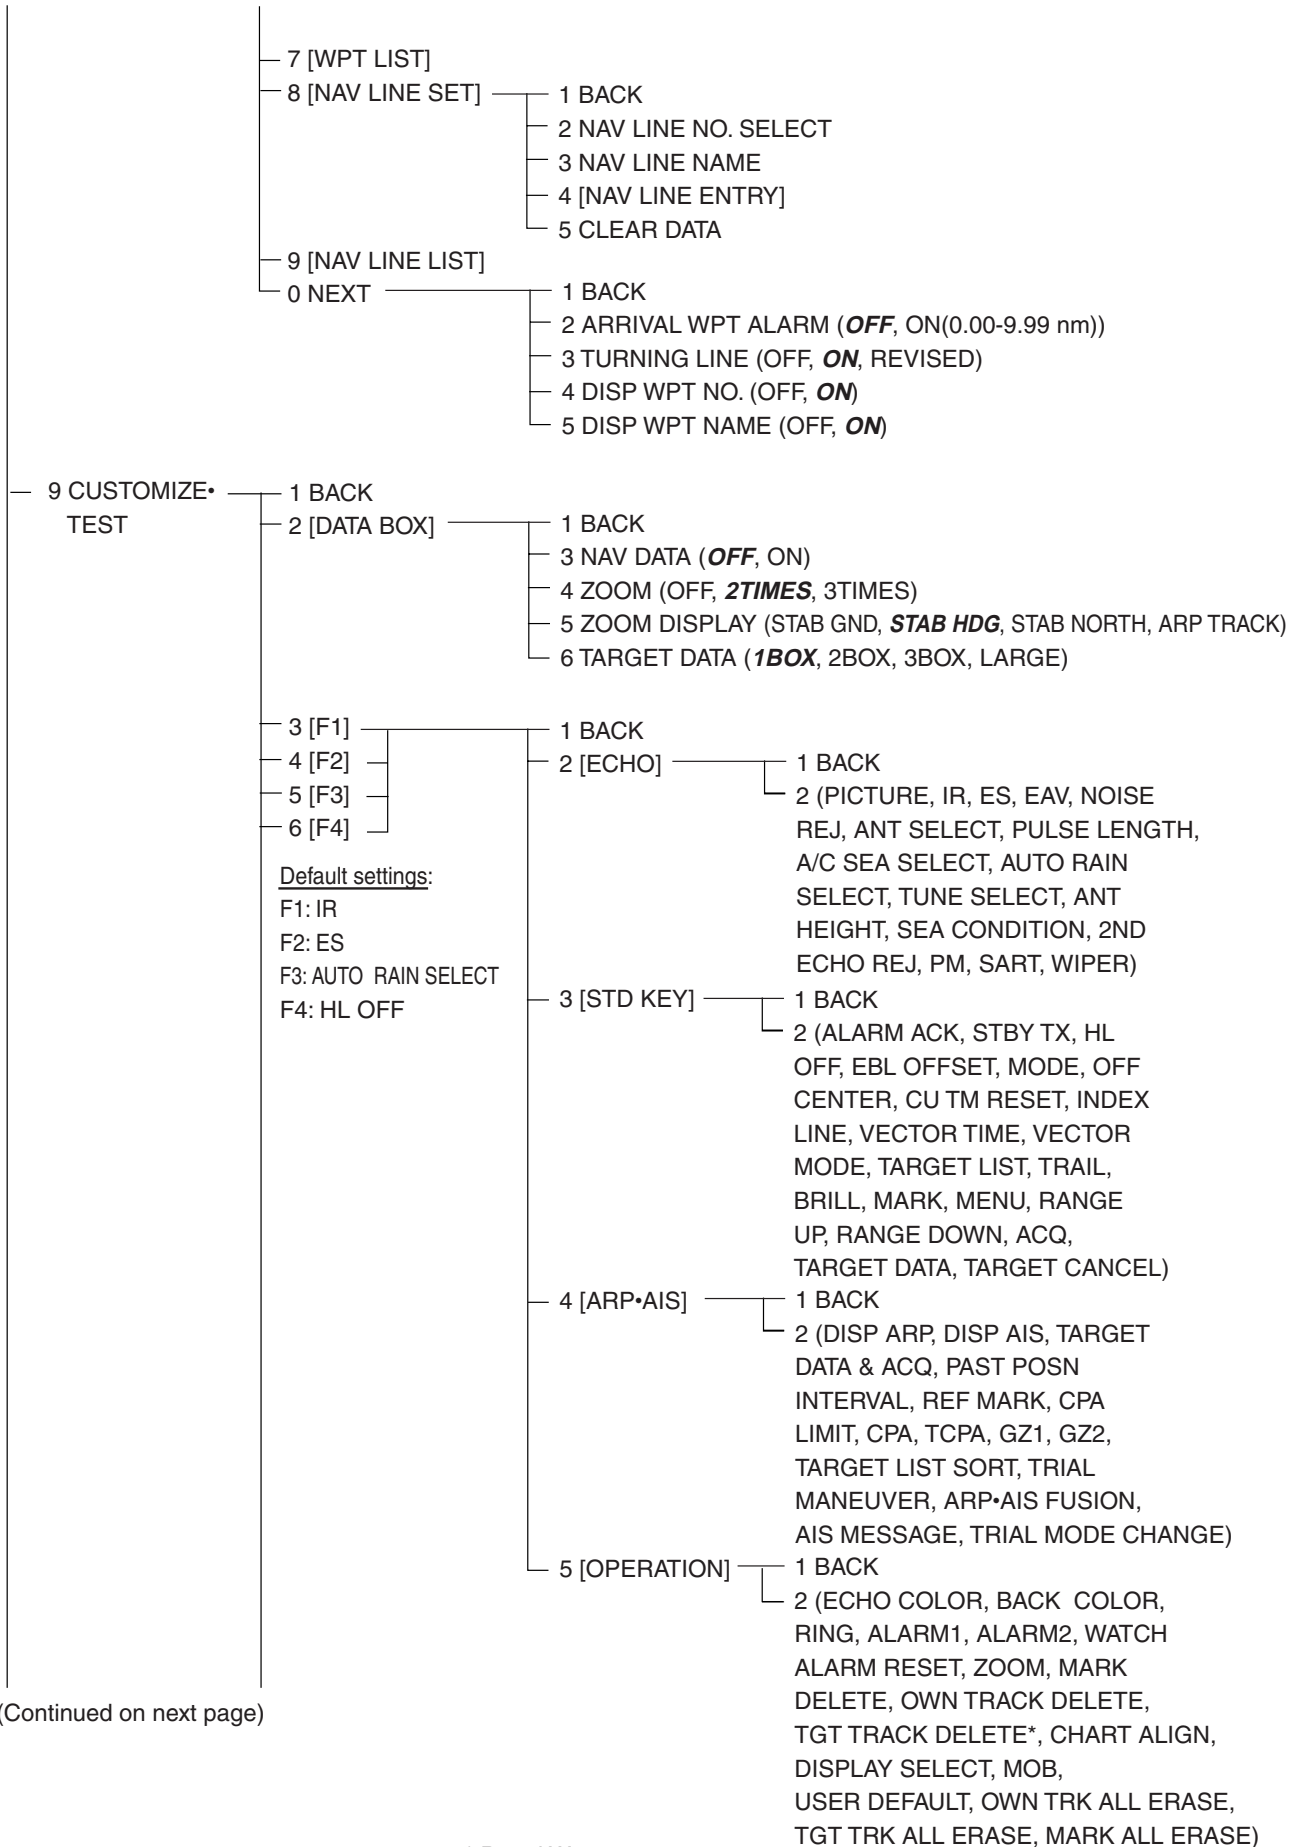 7 [WPT LIST]
8 [NAV LINE SET]
1 BACK
2 NAV LINE NO. SELECT
3 NAV LINE NAME
4 [NAV LINE ENTRY]
5 CLEAR DATA
9 [NAV LINE LIST]
0 NEXT
1 BACK
2 ARRIVAL WPT ALARM (OFF, ON(0.00-9.99 nm))
3 TURNING LINE (OFF, ON, REVISED)
4 DISP WPT NO. (OFF, ON)
5 DISP WPT NAME (OFF, ON)
9 CUSTOMIZE•
TEST
1 BACK
2 [DATA BOX]
1 BACK
3 NAV DATA (OFF, ON)
4 ZOOM (OFF, 2TIMES, 3TIMES)
5 ZOOM DISPLAY (STAB GND, STAB HDG, STAB NORTH, ARP TRACK)
6 TARGET DATA (1BOX, 2BOX, 3BOX, LARGE)
3 [F1]
4 [F2]
5 [F3]
6 [F4]
Default settings:
F1: IR
F2: ES
F3: AUTO RAIN SELECT
F4: HL OFF
1 BACK
2 [ECHO]
1 BACK
2 (PICTURE, IR, ES, EAV, NOISE
REJ, ANT SELECT, PULSE LENGTH,
A/C SEA SELECT, AUTO RAIN
SELECT, TUNE SELECT, ANT
HEIGHT, SEA CONDITION, 2ND
ECHO REJ, PM, SART, WIPER)
3 [STD KEY]
1 BACK
2 (ALARM ACK, STBY TX, HL
OFF, EBL OFFSET, MODE, OFF
CENTER, CU TM RESET, INDEX
LINE, VECTOR TIME, VECTOR
MODE, TARGET LIST, TRAIL,
BRILL, MARK, MENU, RANGE
UP, RANGE DOWN, ACQ,
TARGET DATA, TARGET CANCEL)
4 [ARP•AIS]
1 BACK
2 (DISP ARP, DISP AIS, TARGET
DATA & ACQ, PAST POSN
INTERVAL, REF MARK, CPA
LIMIT, CPA, TCPA, GZ1, GZ2,
TARGET LIST SORT, TRIAL
MANEUVER, ARP•AIS FUSION,
AIS MESSAGE, TRIAL MODE CHANGE)
5 [OPERATION]
1 BACK
2 (ECHO COLOR, BACK COLOR,
RING, ALARM1, ALARM2, WATCH
ALARM RESET, ZOOM, MARK
DELETE, OWN TRACK DELETE,
TGT TRACK DELETE*, CHART ALIGN,
DISPLAY SELECT, MOB,
USER DEFAULT, OWN TRK ALL ERASE,
TGT TRK ALL ERASE, MARK ALL ERASE)
(Continued on next page)